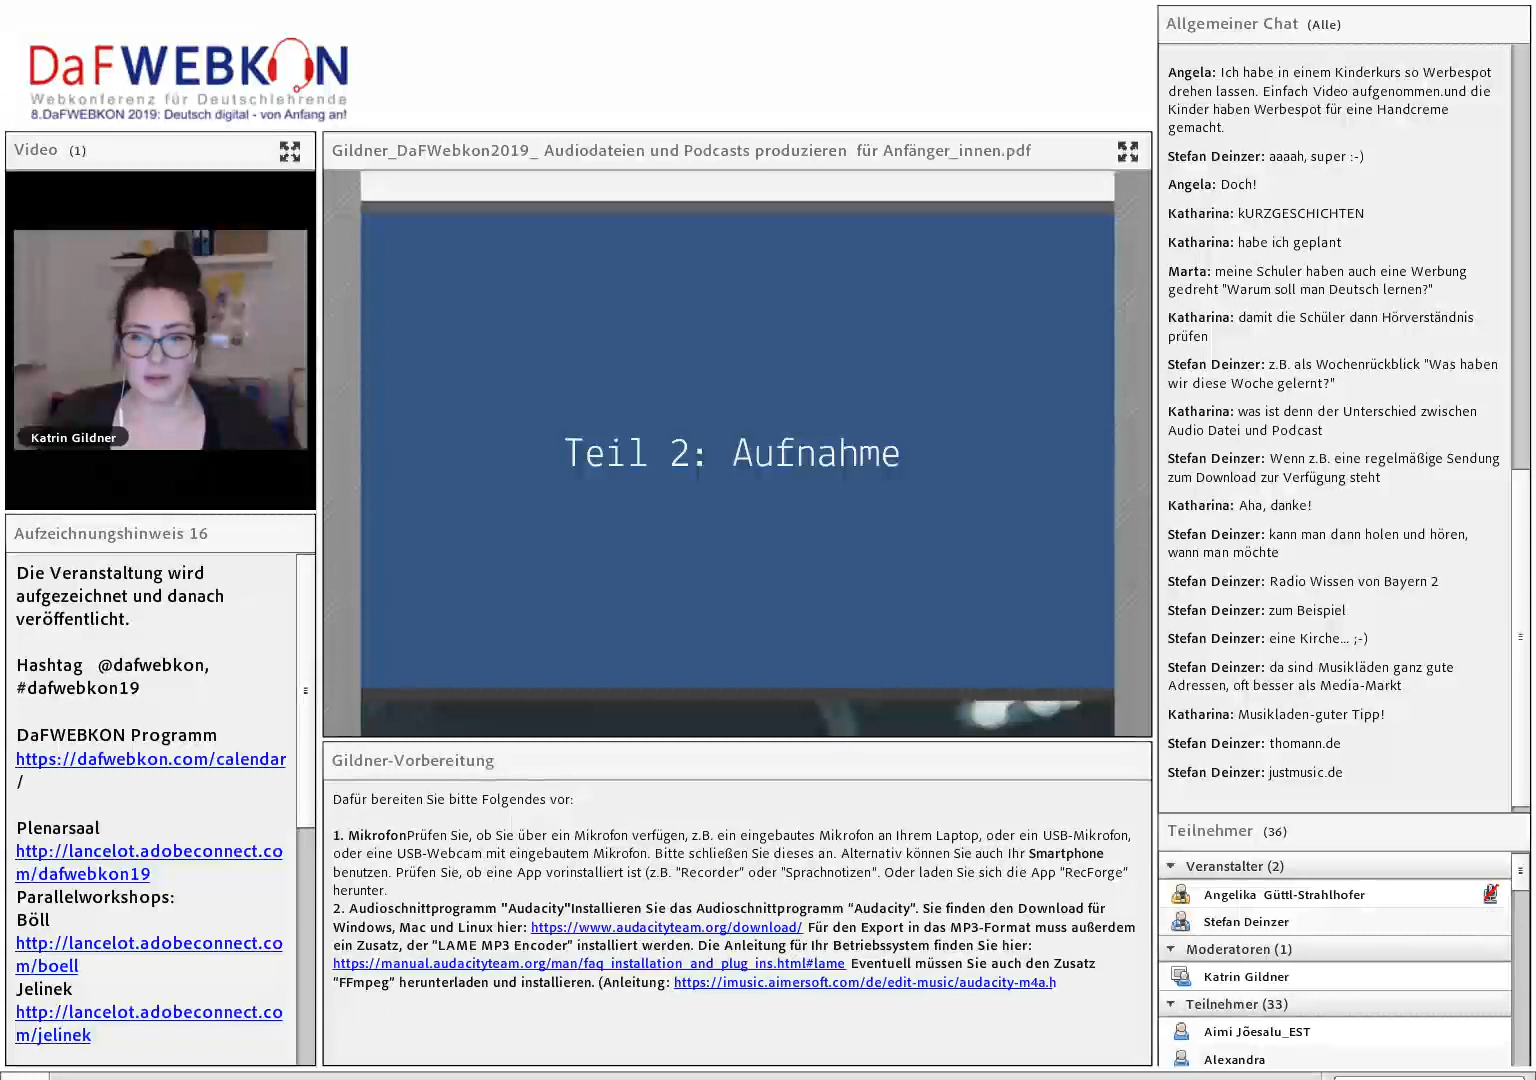 DaFWEBKON
Webkonferenz für Deutschlehrende
8.DaFWEBKON 2019: Deutsch digital - von Anfang an!
Video (1)
Katrin Gildner
Aufzeichnungshinweis 16
Die Veranstaltung wird
aufgezeichnet und danach
veröffentlicht.
Hashtag @dafwebkon,
#dafwebkon19
DaFWEBKON Programm
https://dafwebkon.com/calendar
/
Plenarsaal
http://lancelot.adobeconnect.co
m/dafwebkon19
Parallelworkshops:
Böll
http://lancelot.adobeconnect.co
m/boell
Jelinek
http://lancelot.adobeconnect.co
m/jelinek
Gildner_DaFWebkon2019_ Audiodateien und Podcasts produzieren für Anfänger_innen.pdf
Teil 2: Aufnahme
Gildner-Vorbereitung
Dafür bereiten Sie bitte Folgendes vor:
1. MikrofonPrüfen Sie, ob Sie über ein Mikrofon verfügen, z.B. ein eingebautes Mikrofon an Ihrem Laptop, oder ein USB-Mikrofon,
oder eine USB-Webcam mit eingebautem Mikrofon. Bitte schließen Sie dieses an. Alternativ können Sie auch Ihr Smartphone
benutzen. Prüfen Sie, ob eine App vorinstalliert ist (z.B. "Recorder" oder "Sprachnotizen". Oder laden Sie sich die App "RecForge"
herunter.
2. Audioschnittprogramm "Audacity"Installieren Sie das Audioschnittprogramm “Audacity”. Sie finden den Download für
Windows, Mac und Linux hier: https://www.audacityteam.org/download/ Für den Export in das MP3-Format muss außerdem
ein Zusatz, der "LAME MP3 Encoder" installiert werden. Die Anleitung für Ihr Betriebssystem finden Sie hier:
https://manual.audacityteam.org/man/faq_installation_and_plug_ins.html#lame Eventuell müssen Sie auch den Zusatz
“FFmpeg” herunterladen und installieren. (Anleitung: https://imusic.aimersoft.com/de/edit-music/audacity-m4a.h
Allgemeiner Chat (Alle)
Angela: Ich habe in einem Kinderkurs so Werbespot
drehen lassen. Einfach Video aufgenommen.und die
Kinder haben Werbespot für eine Handcreme
gemacht.
Stefan Deinzer: aaaah, super :-)
Angela: Doch!
Katharina: kURZGESCHICHTEN
Katharina: habe ich geplant
Marta: meine Schuler haben auch eine Werbung
gedreht "Warum soll man Deutsch lernen?"
Katharina: damit die Schüler dann Hörverständnis
prüfen
Stefan Deinzer: z.B. als Wochenrückblick "Was haben
wir diese Woche gelernt?"
Katharina: was ist denn der Unterschied zwischen
Audio Datei und Podcast
Stefan Deinzer: Wenn z.B. eine regelmäßige Sendung
zum Download zur Verfügung steht
Katharina: Aha, danke!
Stefan Deinzer: kann man dann holen und hören,
wann man möchte
Stefan Deinzer: Radio Wissen von Bayern 2
Stefan Deinzer: zum Beispiel
Stefan Deinzer: eine Kirche... ;-)
Stefan Deinzer: da sind Musikläden ganz gute
Adressen, oft besser als Media-Markt
Katharina: Musikladen-guter Tipp!
Stefan Deinzer: thomann.de
Stefan Deinzer: justmusic.de
Teilnehmer (36)
Veranstalter (2)
Angelika Güttl-Strahlhofer
Stefan Deinzer
Moderatoren (1)
Katrin Gildner
Teilnehmer (33)
Aimi Jõesalu_EST
Alexandra